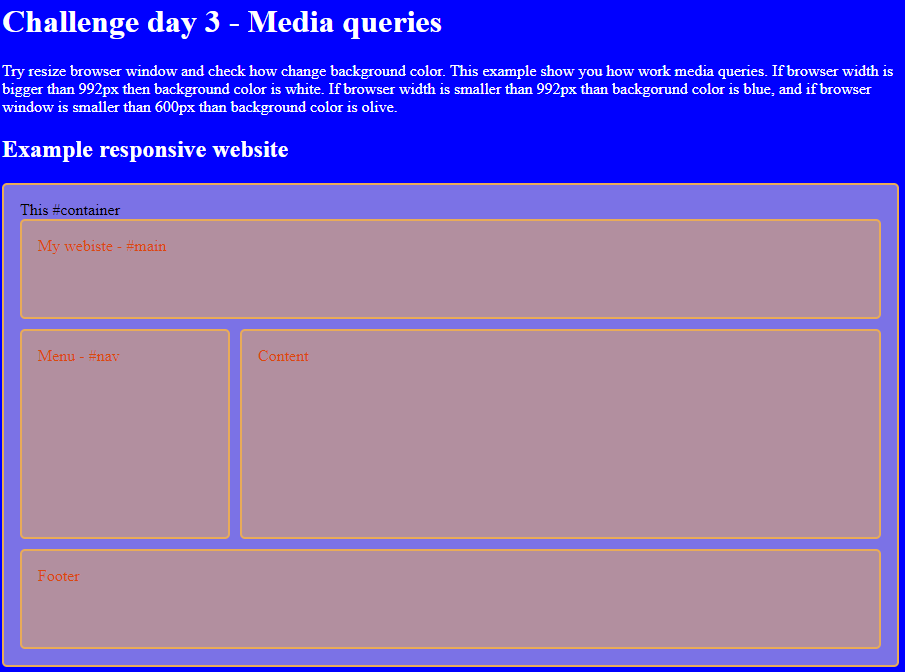 Challenge day 3 - Media queries
Try resize browser window and check how change background color. This example show you how work media queries. If browser width is
bigger than 992px then background color is white. If browser width is smaller than 992px than backgorund color is blue, and if browser
window is smaller than 600px than background color is olive.
Example responsive website
This #container
My webiste - #main
Menu - #nav
Content
Footer